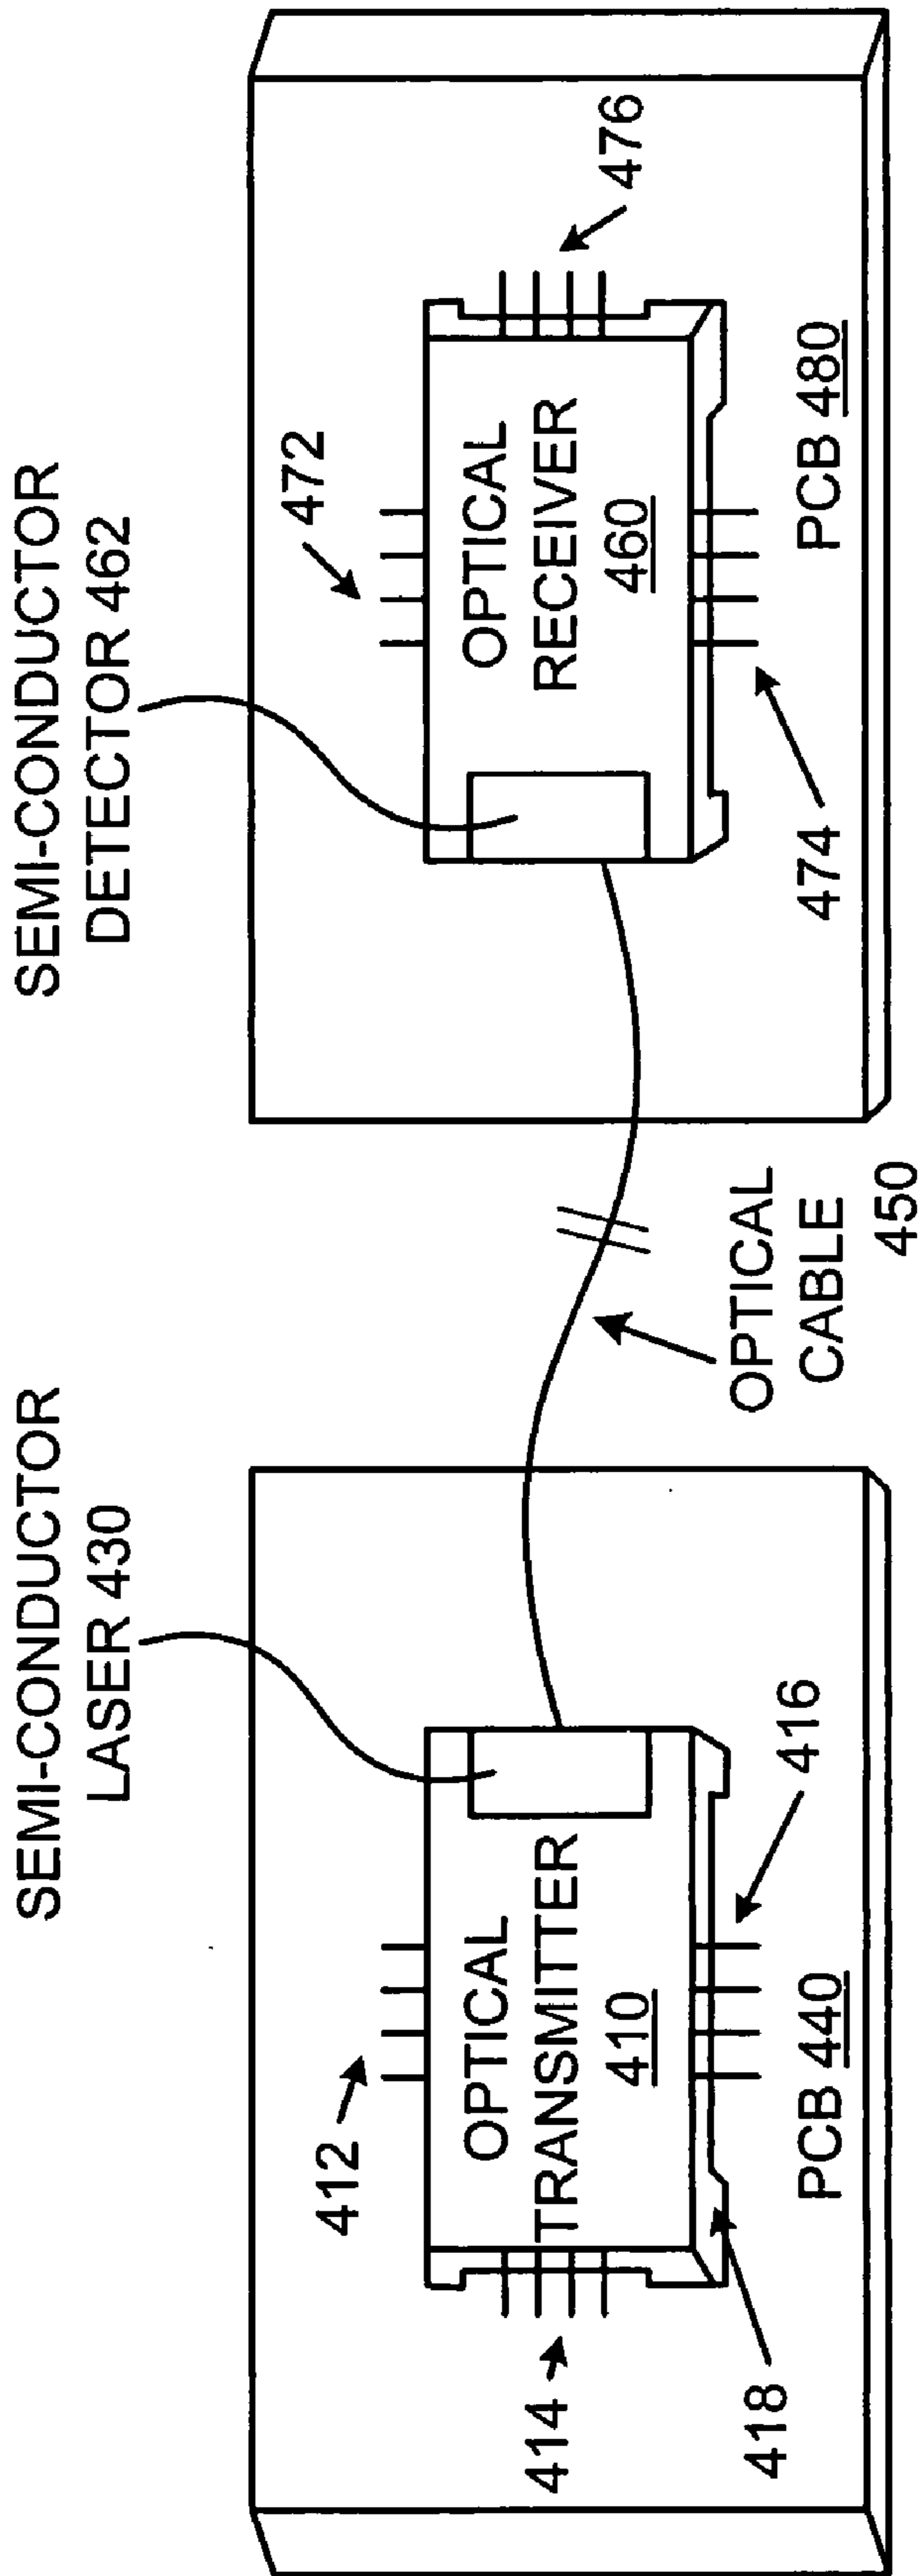 SEMI-CONDUCTOR
LASER 430
SEMI-CONDUCTOR
DETECTOR 462
412
472
414
OPTICAL
TRANSMITTER
410
OPTICAL
RECEIVER
460
476
418
PCB 440
416
OPTICAL
CABLE
450
474
PCB 480